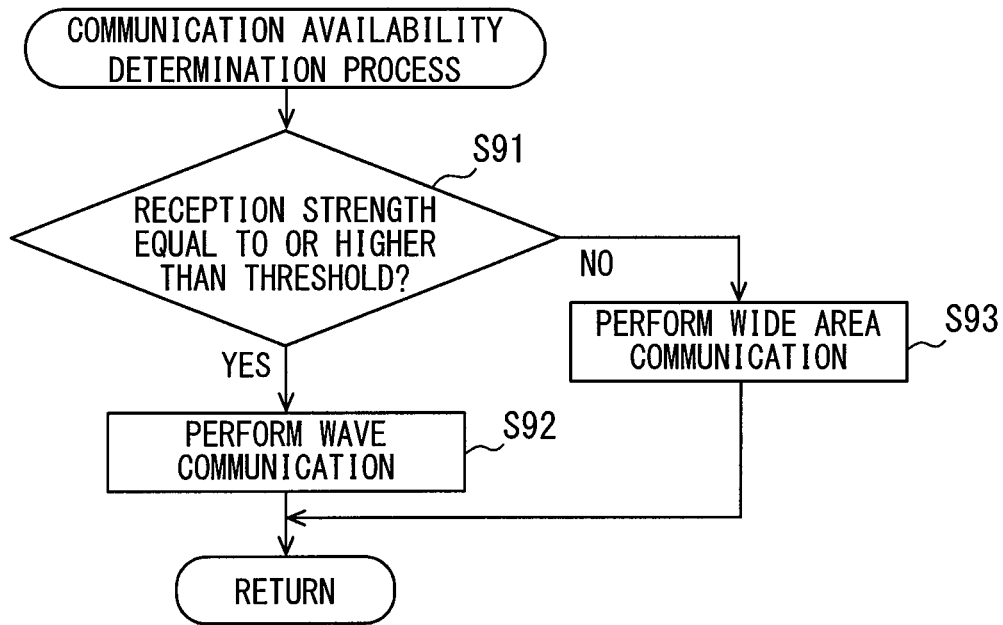 COMMUNICATION AVAILABILITY
DETERMINATION PROCESS
S91
RECEPTION STRENGTH
EQUAL TO OR HIGHER
THAN THRESHOLD?
NO
YES
PERFORM WIDE AREA
COMMUNICATION
S93
PERFORM WAVE
COMMUNICATION
S92
RETURN